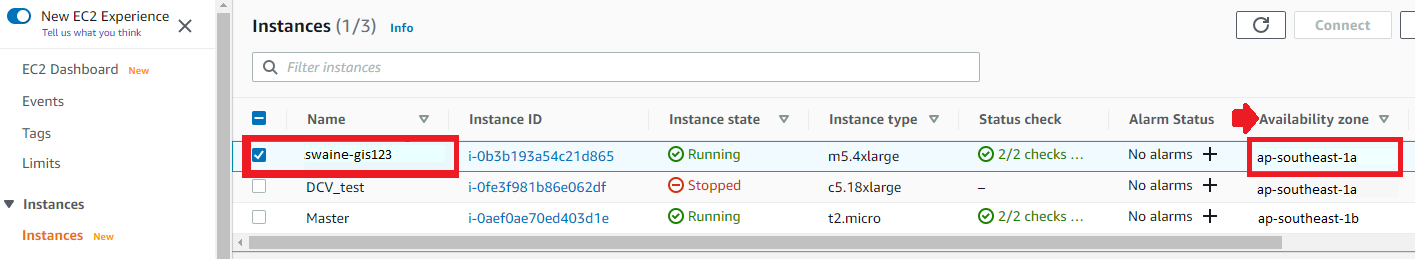 New EC2 Experience
Tell us what you think
EC2 Dashboard New
Events
Tags
Limits
Instances
Instances New
Instances (1/3) Info
Connect
Filter instances
Name Instance ID Instance state Instance type Status check Alarm Status Availability zone
swaine-gis123 i-0b3b193a54c21d865 Running m5.4xlarge 2/2 checks ... No alarms + ap-southeast-1a
DCV_test i-0fe3f981b86e062df Stopped c5.18xlarge – No alarms + ap-southeast-1a
Master i-0aef0ae70ed403d1e Running t2.micro 2/2 checks ... No alarms + ap-southeast-1b